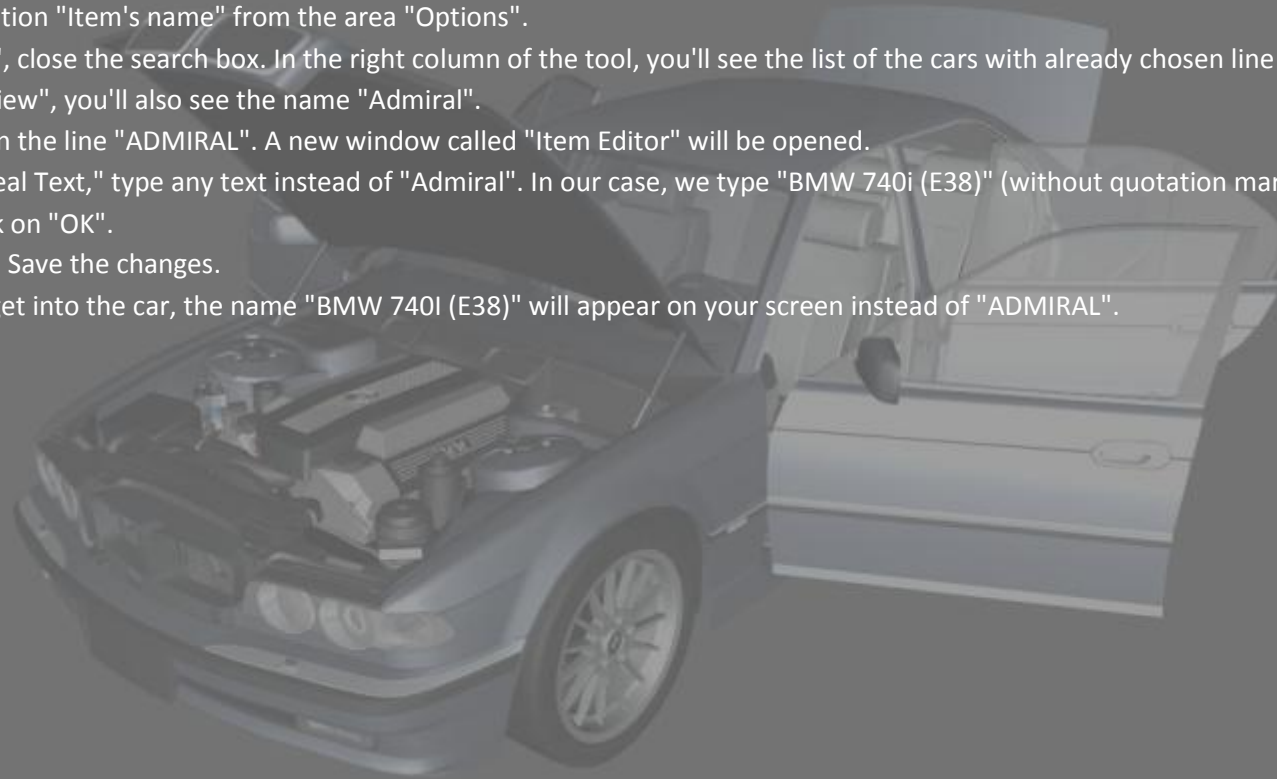 tion "Item's name" from the area "Options".
", close the search box. In the right column of the tool, you'll see the list of the cars with already chosen line
iew", you'll also see the name "Admiral".
n the line "ADMIRAL". A new window called "Item Editor" will be opened.
eal Text," type any text instead of "Admiral". In our case, we type "BMW 740i (E38)" (without quotation mar
k on "OK".
. Save the changes.
get into the car, the name "BMW 740I (E38)" will appear on your screen instead of "ADMIRAL".